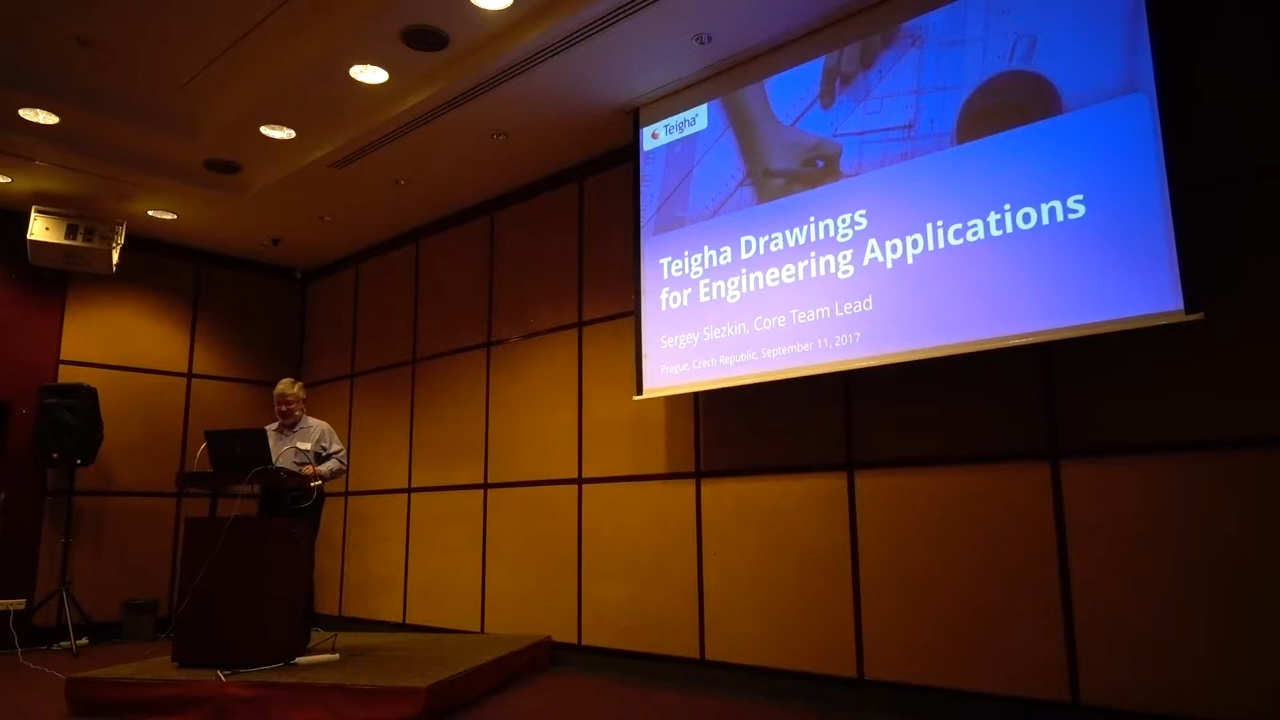 Teigha®
Teigha Drawings
for Engineering Applications
Sergey Slezkin, Core Team Lead
Prague, Czech Republic, September 11, 2017